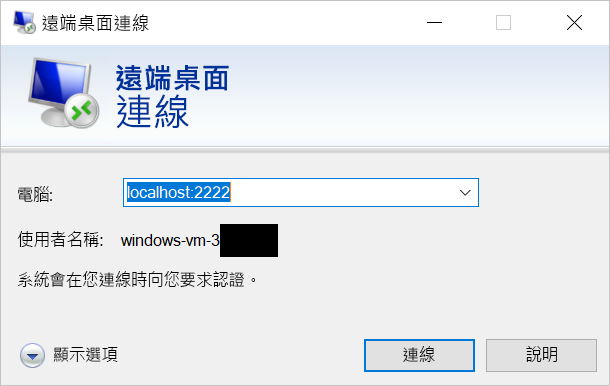 遠端桌面連線
遠端桌面
連線
電腦: localhost:2222
使用者名稱: windows-vm-3
系統會在您連線時向您要求認證。
顯示選項 連線 說明